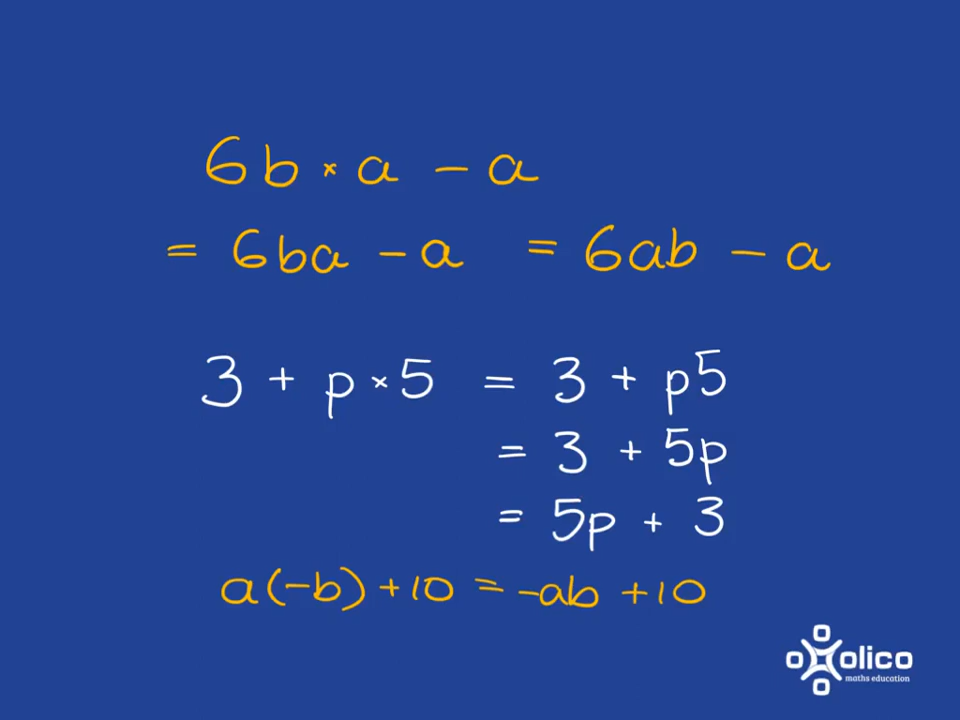 6b × a − a
= 6ba − a = 6ab − a
3 + p × 5 = 3 + p5
= 3 + 5p
= 5p + 3
a(−b) + 10 = −ab + 10
olico
maths education